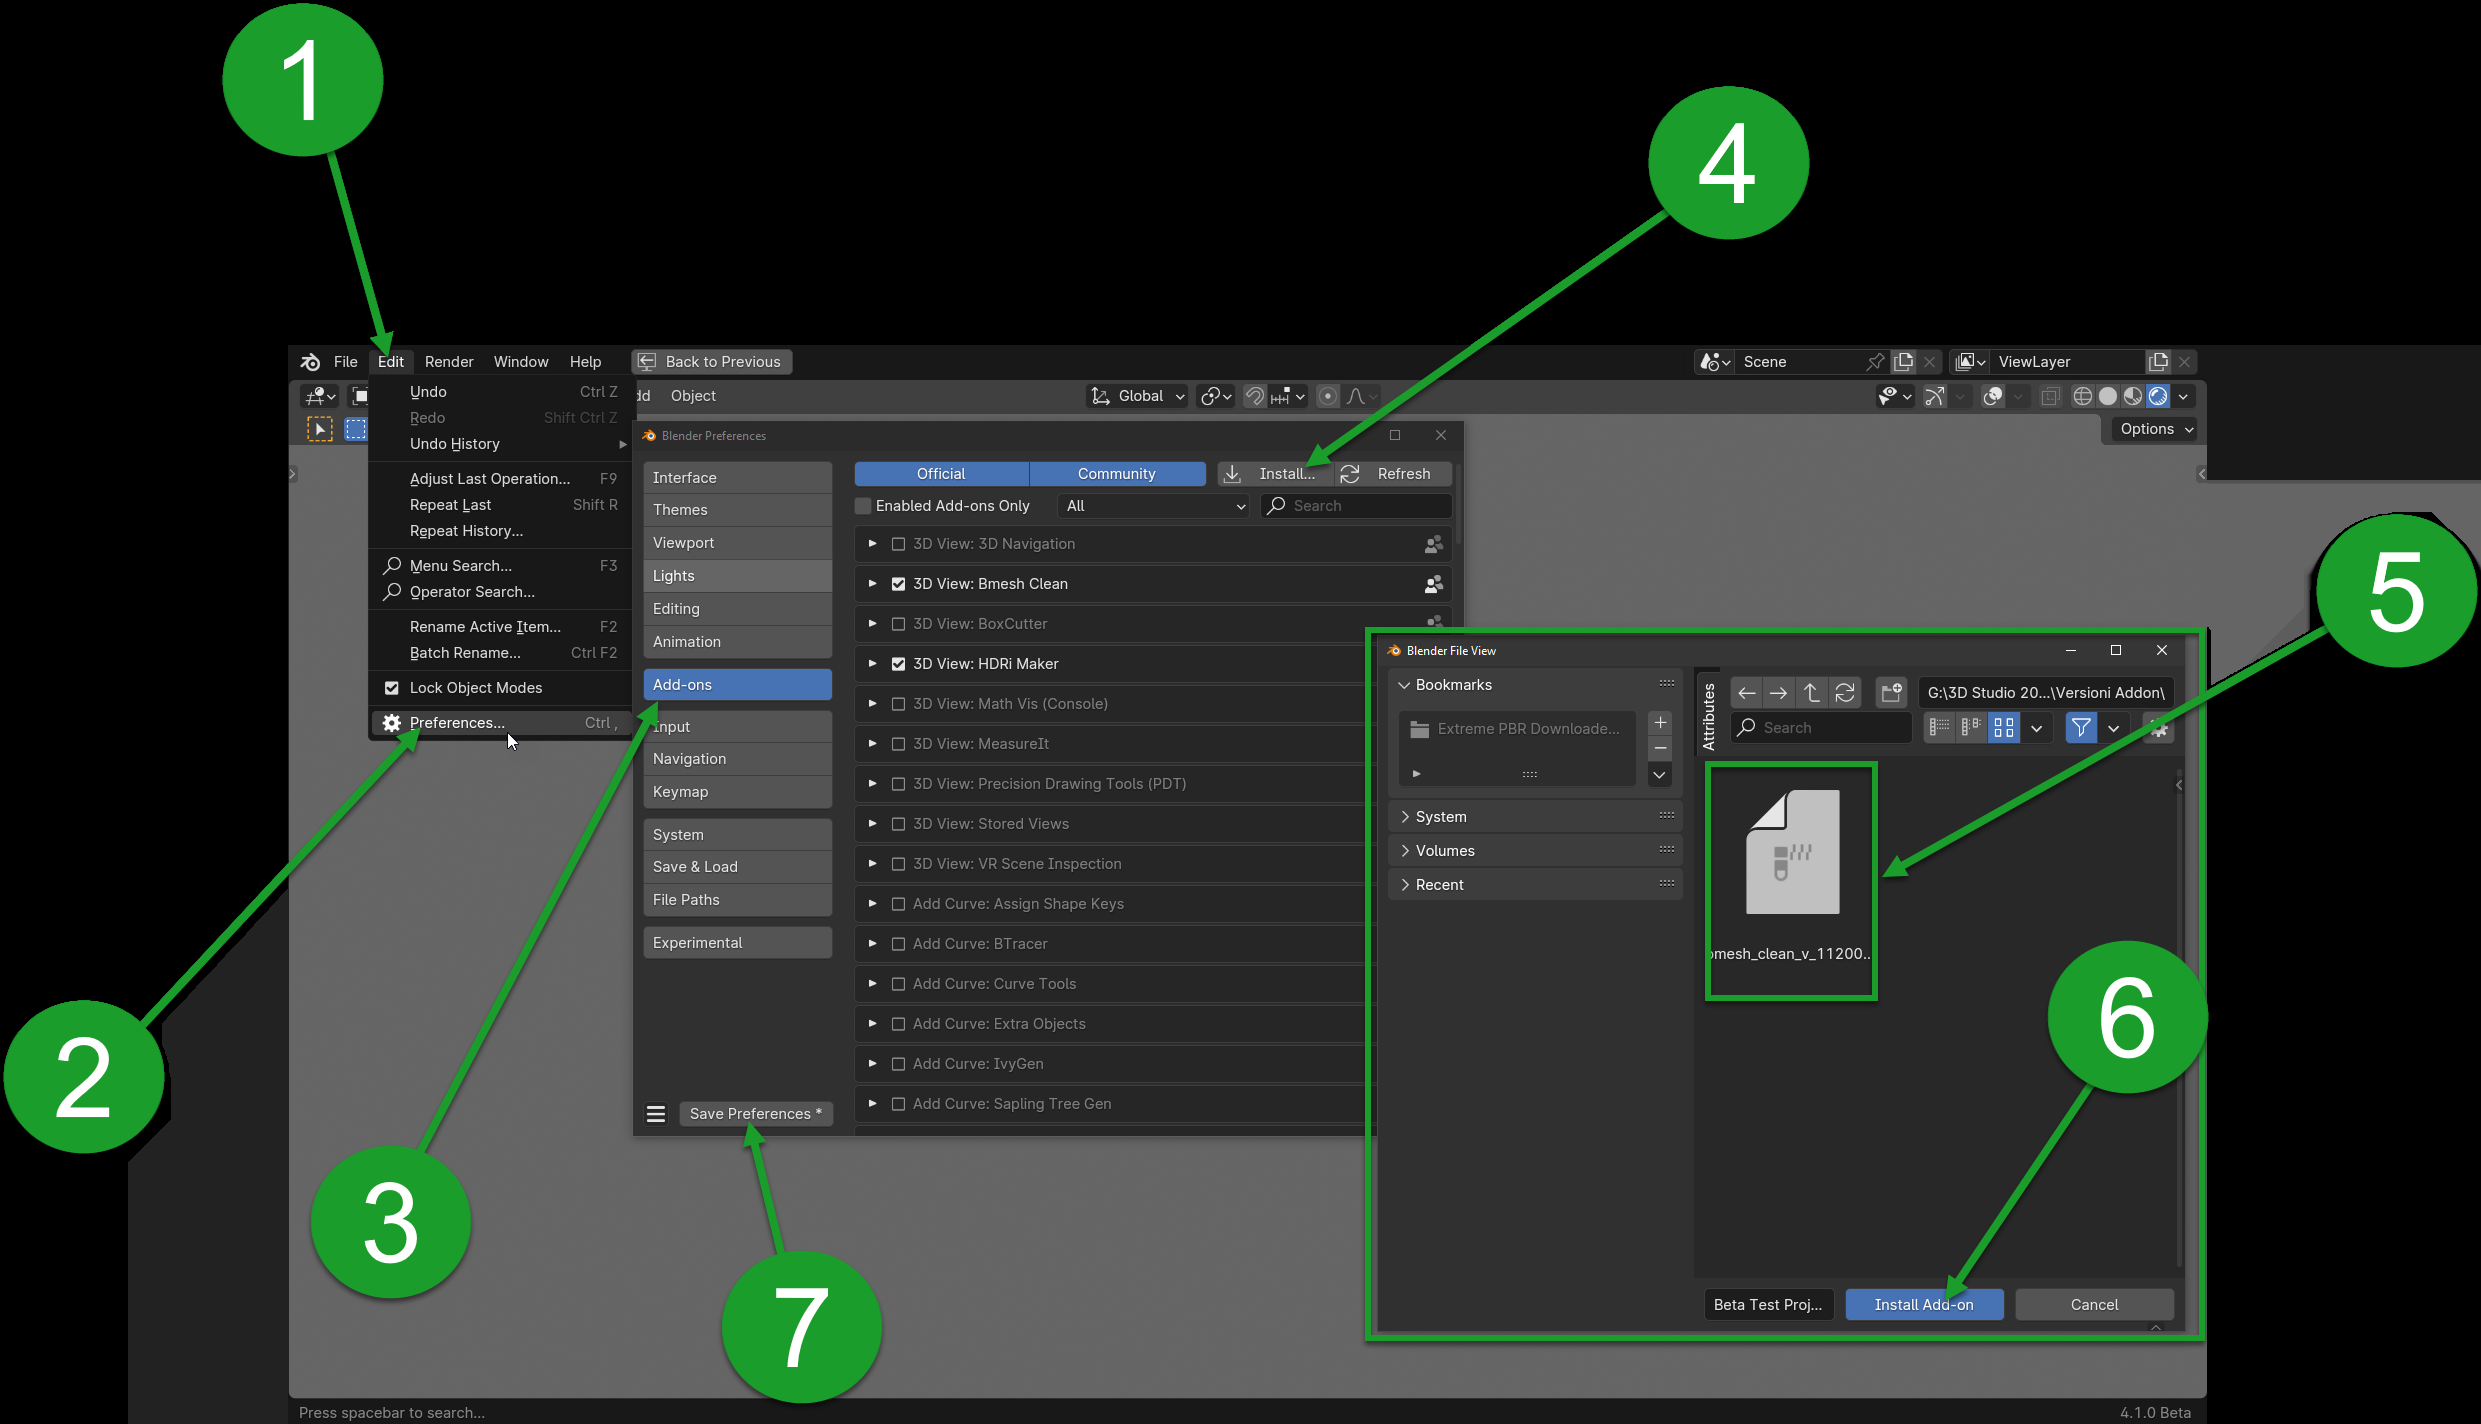 1
4
File Edit Render Window Help Back to Previous Scene ViewLayer
Undo Ctrl Z
Redo Shift Ctrl Z
Undo History
Adjust Last Operation... F9
Repeat Last Shift R
Repeat History...
Menu Search... F3
Operator Search... 
Rename Active Item... F2
Batch Rename... Ctrl F2
Lock Object Modes
Preferences... Ctrl ,
dd Object Global
Options
Blender Preferences
Interface
Themes
Viewport
Lights
Editing
Animation
Add-ons
Input
Navigation
Keymap
System
Save & Load
File Paths
Experimental
Save Preferences *
Official Community Install... Refresh
Enabled Add-ons Only All Search
3D View: 3D Navigation
3D View: Bmesh Clean
3D View: BoxCutter
3D View: HDRi Maker
3D View: Math Vis (Console)
3D View: MeasureIt
3D View: Precision Drawing Tools (PDT)
3D View: Stored Views
3D View: VR Scene Inspection
Add Curve: Assign Shape Keys
Add Curve: BTracer
Add Curve: Curve Tools
Add Curve: Extra Objects
Add Curve: IvyGen
Add Curve: Sapling Tree Gen
5
Blender File View
Bookmarks
Extreme PBR Downloade...
System
Volumes
Recent
Attributes
G:\3D Studio 20...\Versioni Addon\
Search
bmesh_clean_v_11200..
6
Beta Test Proj... Install Add-on Cancel
2
3
7
Press spacebar to search... 4.1.0 Beta